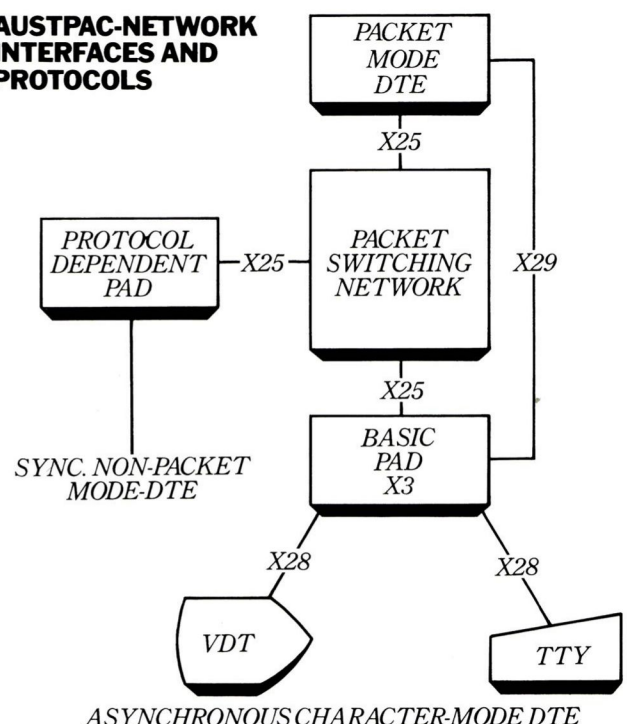 AUSTPAC-NETWORK
INTERFACES AND
PROTOCOLS
PACKET
MODE
DTE
X25
PROTOCOL
DEPENDENT
PAD
X25
PACKET
SWITCHING
NETWORK
X29
X25
BASIC
PAD
X3
SYNC. NON-PACKET
MODE-DTE
X28
X28
VDT
TTY
ASYNCHRONOUS CHARACTER-MODE DTE